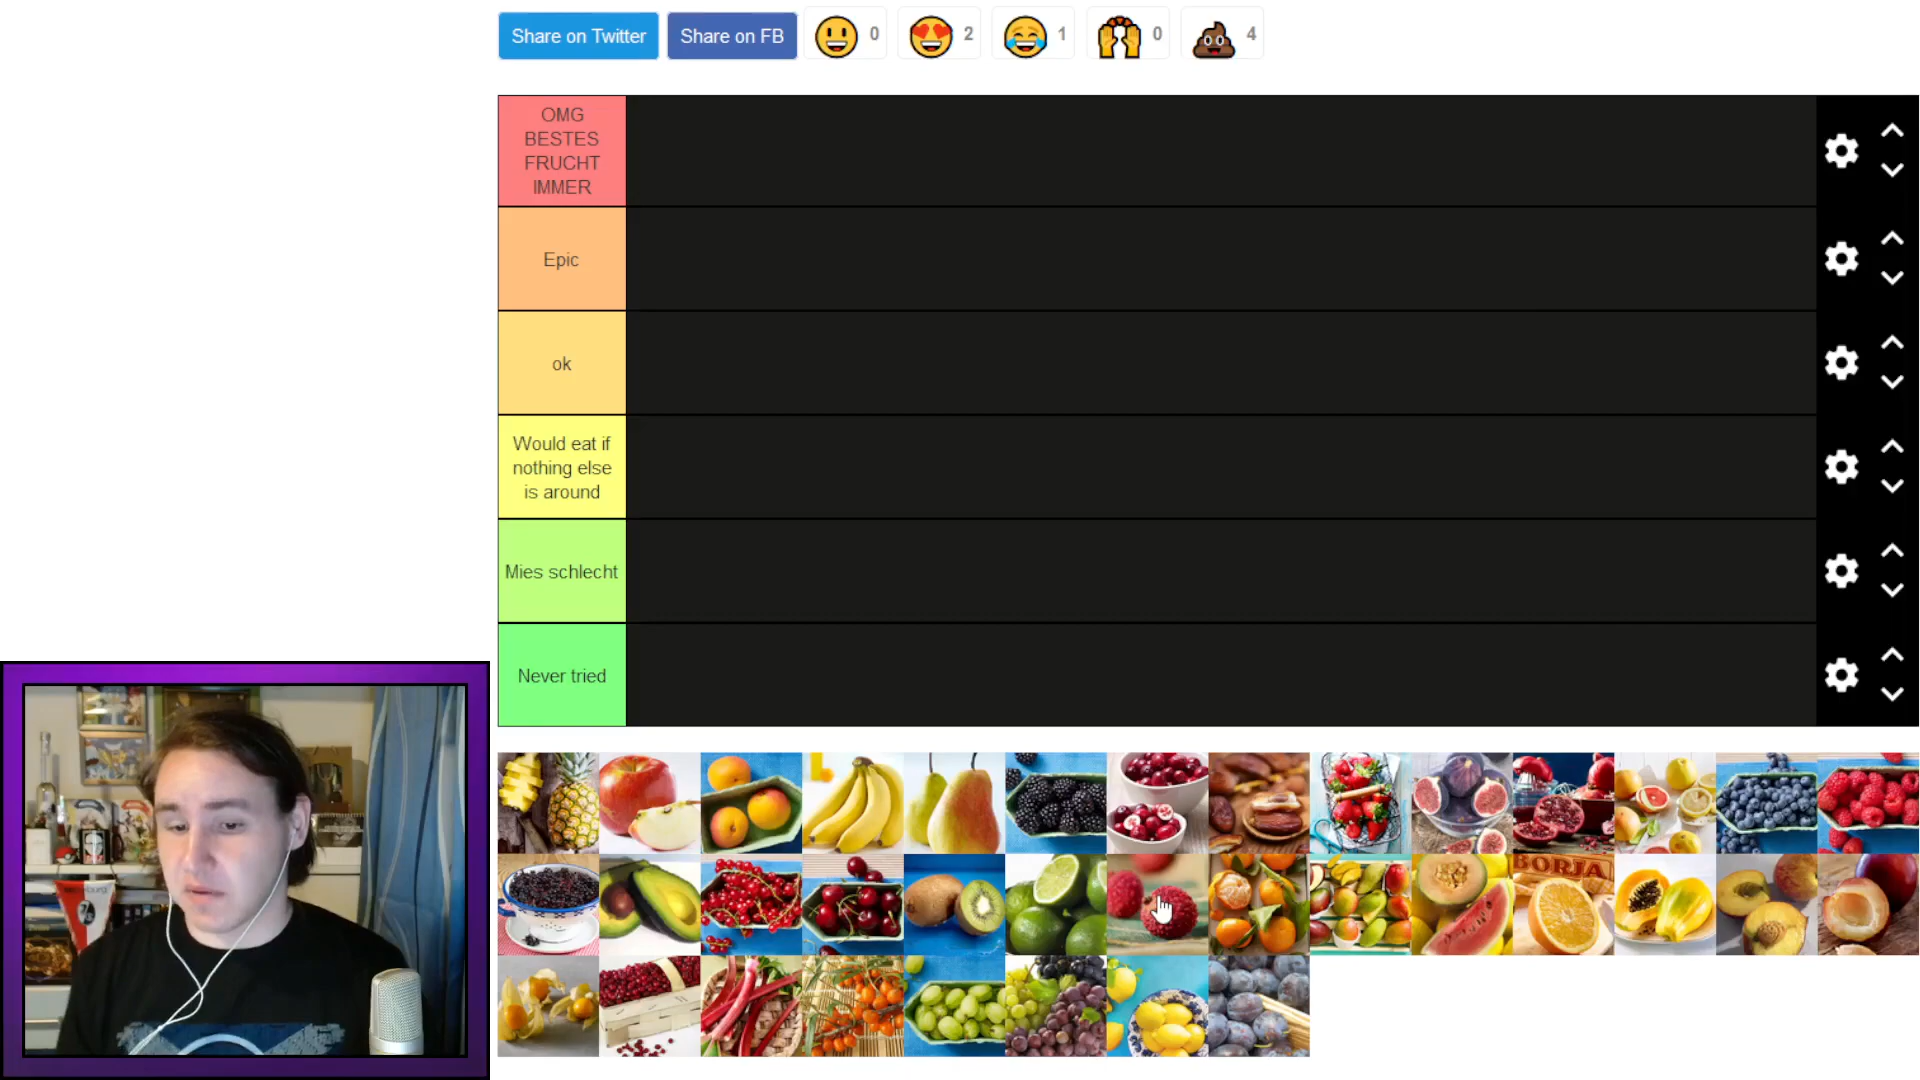 Share on Twitter
Share on FB
0
2
1
0
4
OMG
BESTES
FRUCHT
IMMER
Epic
ok
Would eat if
nothing else
is around
Mies schlecht
Never tried
BORJA